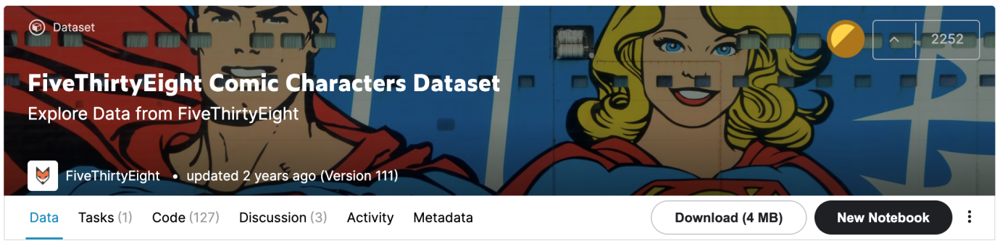 Dataset
2252
FiveThirtyEight Comic Characters Dataset
Explore Data from FiveThirtyEight
FiveThirtyEight • updated 2 years ago (Version 111)
Data Tasks (1) Code (127) Discussion (3) Activity Metadata Download (4 MB) New Notebook